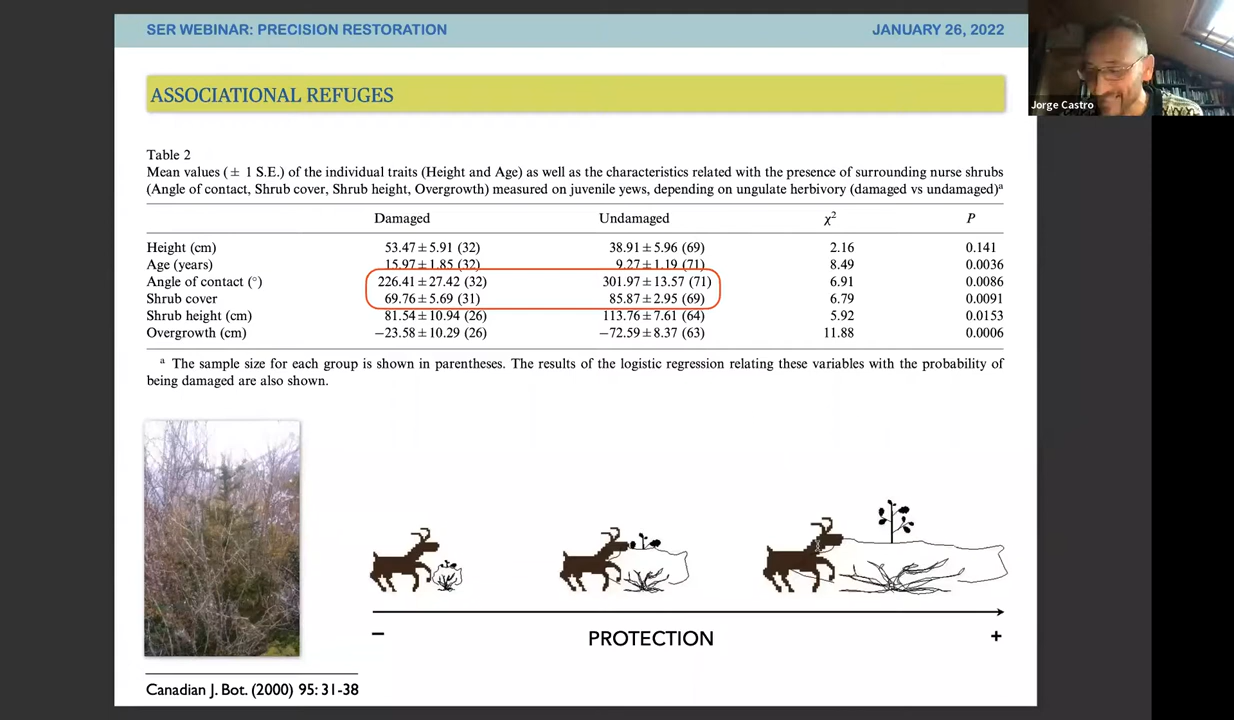 SER WEBINAR: PRECISION RESTORATION JANUARY 26, 2022
Jorge Castro
ASSOCIATIONAL REFUGES
Table 2
Mean values (± 1 S.E.) of the individual traits (Height and Age) as well as the characteristics related with the presence of surrounding nurse shrubs
(Angle of contact, Shrub cover, Shrub height, Overgrowth) measured on juvenile yews, depending on ungulate herbivory (damaged vs undamaged)ᵃ
Damaged Undamaged χ² P
Height (cm) 53.47±5.91 (32) 38.91±5.96 (69) 2.16 0.141
Age (years) 15.97±1.85 (32) 9.27±1.19 (71) 8.49 0.0036
Angle of contact (°) 226.41±27.42 (32) 301.97±13.57 (71) 6.91 0.0086
Shrub cover 69.76±5.69 (31) 85.87±2.95 (69) 6.79 0.0091
Shrub height (cm) 81.54±10.94 (26) 113.76±7.61 (64) 5.92 0.0153
Overgrowth (cm) −23.58±10.29 (26) −72.59±8.37 (63) 11.88 0.0006
ᵃ The sample size for each group is shown in parentheses. The results of the logistic regression relating these variables with the probability of
being damaged are also shown.
− PROTECTION +
Canadian J. Bot. (2000) 95: 31-38